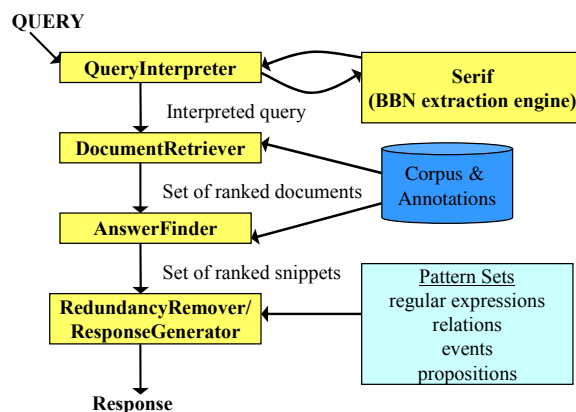 QUERY
QueryInterpreter
Serif
(BBN extraction engine)
Interpreted query
DocumentRetriever
Corpus &
Annotations
Set of ranked documents
AnswerFinder
Set of ranked snippets
Pattern Sets
regular expressions
relations
events
propositions
RedundancyRemover/
ResponseGenerator
Response